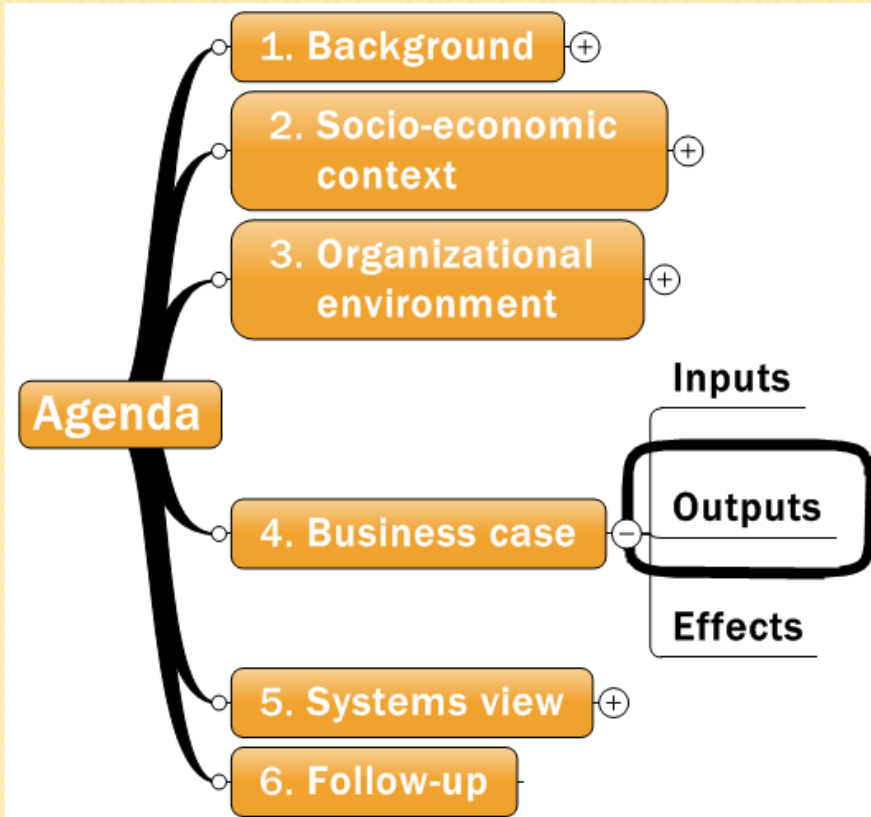 1. Background
2. Socio-economic
context
3. Organizational
environment
Agenda
4. Business case
Inputs
Outputs
Effects
5. Systems view
6. Follow-up